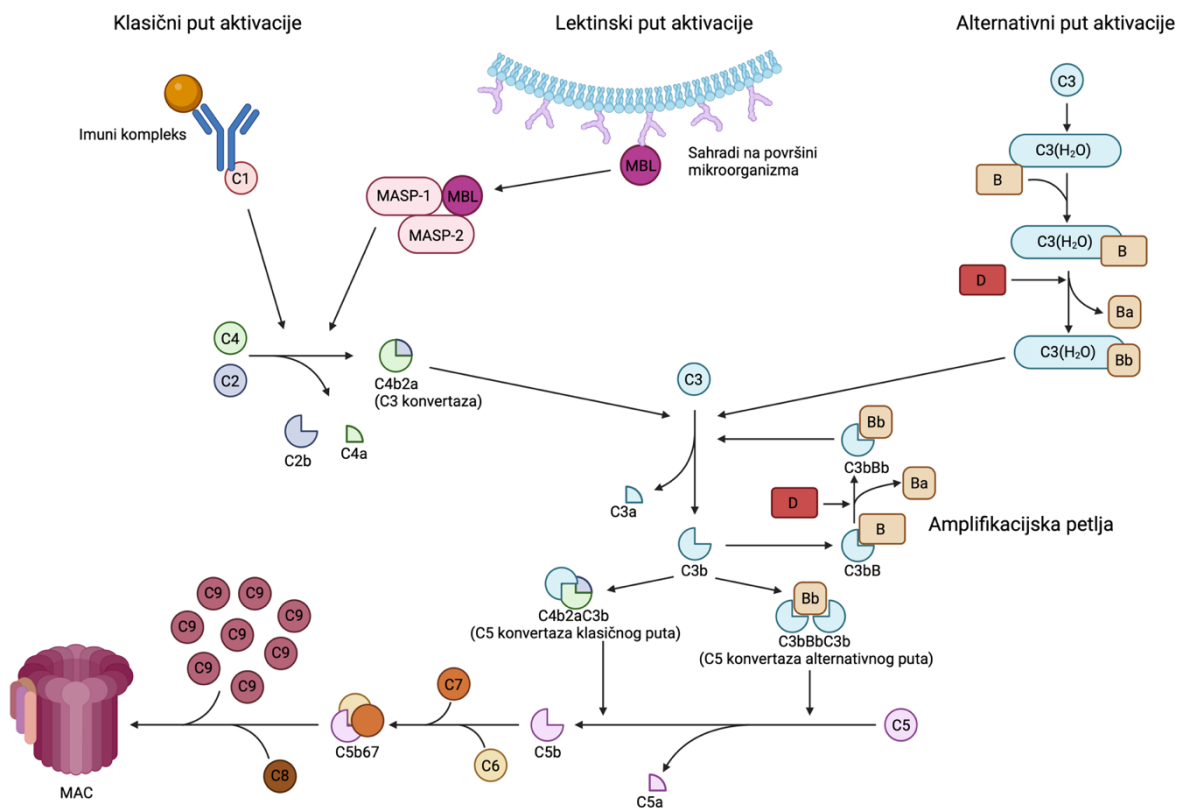 Klasični put aktivacije
Lektinski put aktivacije
Alternativni put aktivacije
Imuni kompleks
C1
MBL
Sahradi na površini
mikroorganizma
MASP-1
MBL
MASP-2
C3
C3(H₂O)
B
C3(H₂O)
B
D
Ba
C3(H₂O)
Bb
C4
C2
C4b2a
(C3 konvertaza)
C2b
C4a
C3
C3a
C3b
Bb
C3bBb
D
Ba
B
C3bB
Amplifikacijska petlja
C4b2aC3b
(C5 konvertaza klasičnog puta)
Bb
C3bBbC3b
(C5 konvertaza alternativnog puta)
C5
C5a
C5b
C7
C6
C5b67
C9
C9
C9
C9
C9
C9
C9
C9
C8
MAC